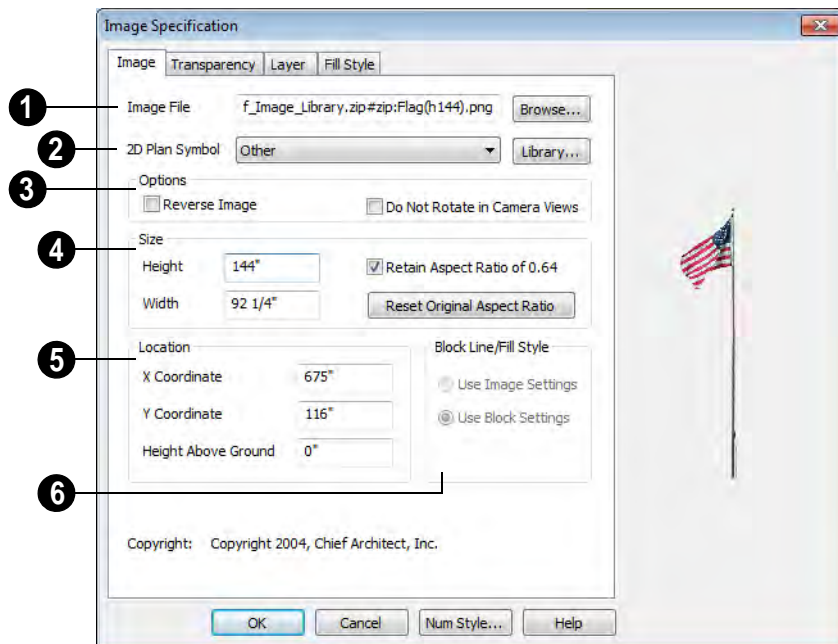 Image Specification
Image Transparency Layer Fill Style
1 Image File f_Image_Library.zip#zip:Flag(h144).png Browse...
2 2D Plan Symbol Other Library...
3 Options
Reverse Image Do Not Rotate in Camera Views
4 Size
Height 144" Retain Aspect Ratio of 0.64
Width 92 1/4" Reset Original Aspect Ratio
5 Location Block Line/Fill Style
X Coordinate 675" Use Image Settings
Y Coordinate 116" Use Block Settings
Height Above Ground 0"
6
Copyright: Copyright 2004, Chief Architect, Inc.
OK Cancel Num Style... Help